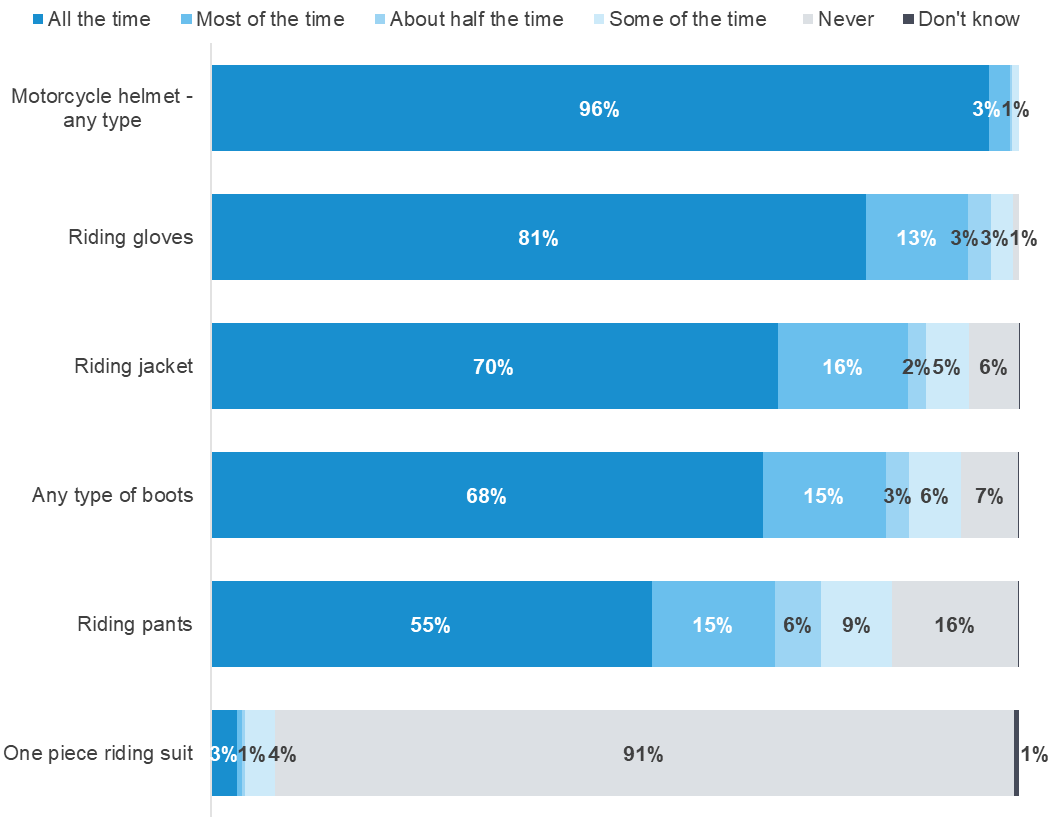 All the time Most of the time About half the time Some of the time Never Don't know
Motorcycle helmet -
any type
96% 3% 1%
Riding gloves 81% 13% 3% 3% 1%
Riding jacket 70% 16% 2% 5% 6%
Any type of boots 68% 15% 3% 6% 7%
Riding pants 55% 15% 6% 9% 16%
One piece riding suit 3% 1% 4% 91% 1%